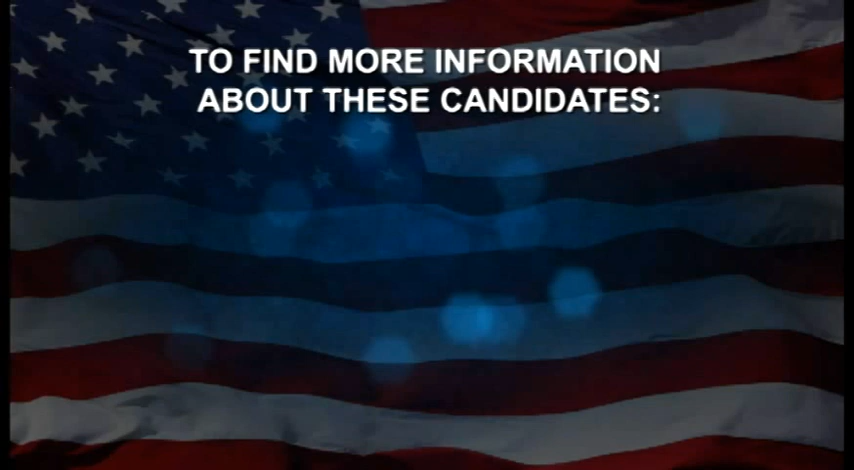 TO FIND MORE INFORMATION
ABOUT THESE CANDIDATES: